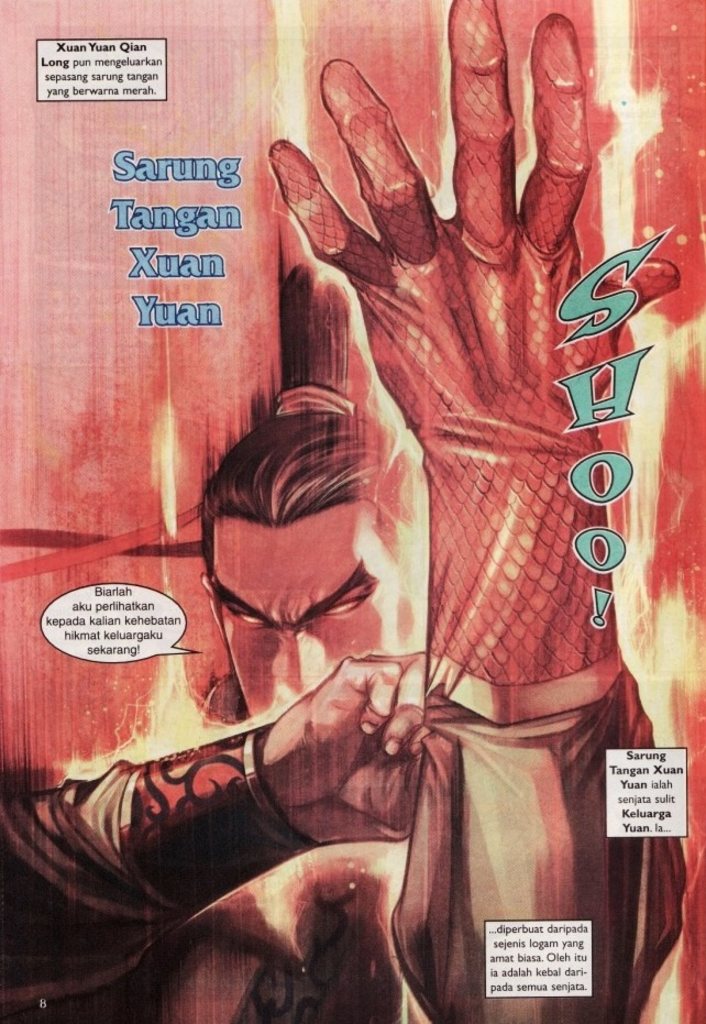 Xuan Yuan Qian
Long pun mengeluarkan
sepasang sarung tangan
yang berwarna merah.
Sarung
Tangan
Xuan
Yuan
SHOO!
Biarlah
aku perlihatkan
kepada kalian kehebatan
hikmat keluargaku
sekarang!
Sarung
Tangan Xuan
Yuan ialah
senjata sulit
Keluarga
Yuan. Ia...
...diperbuat daripada
sejenis logam yang
amat biasa. Oleh itu
ia adalah kebal dari-
pada semua senjata.
8